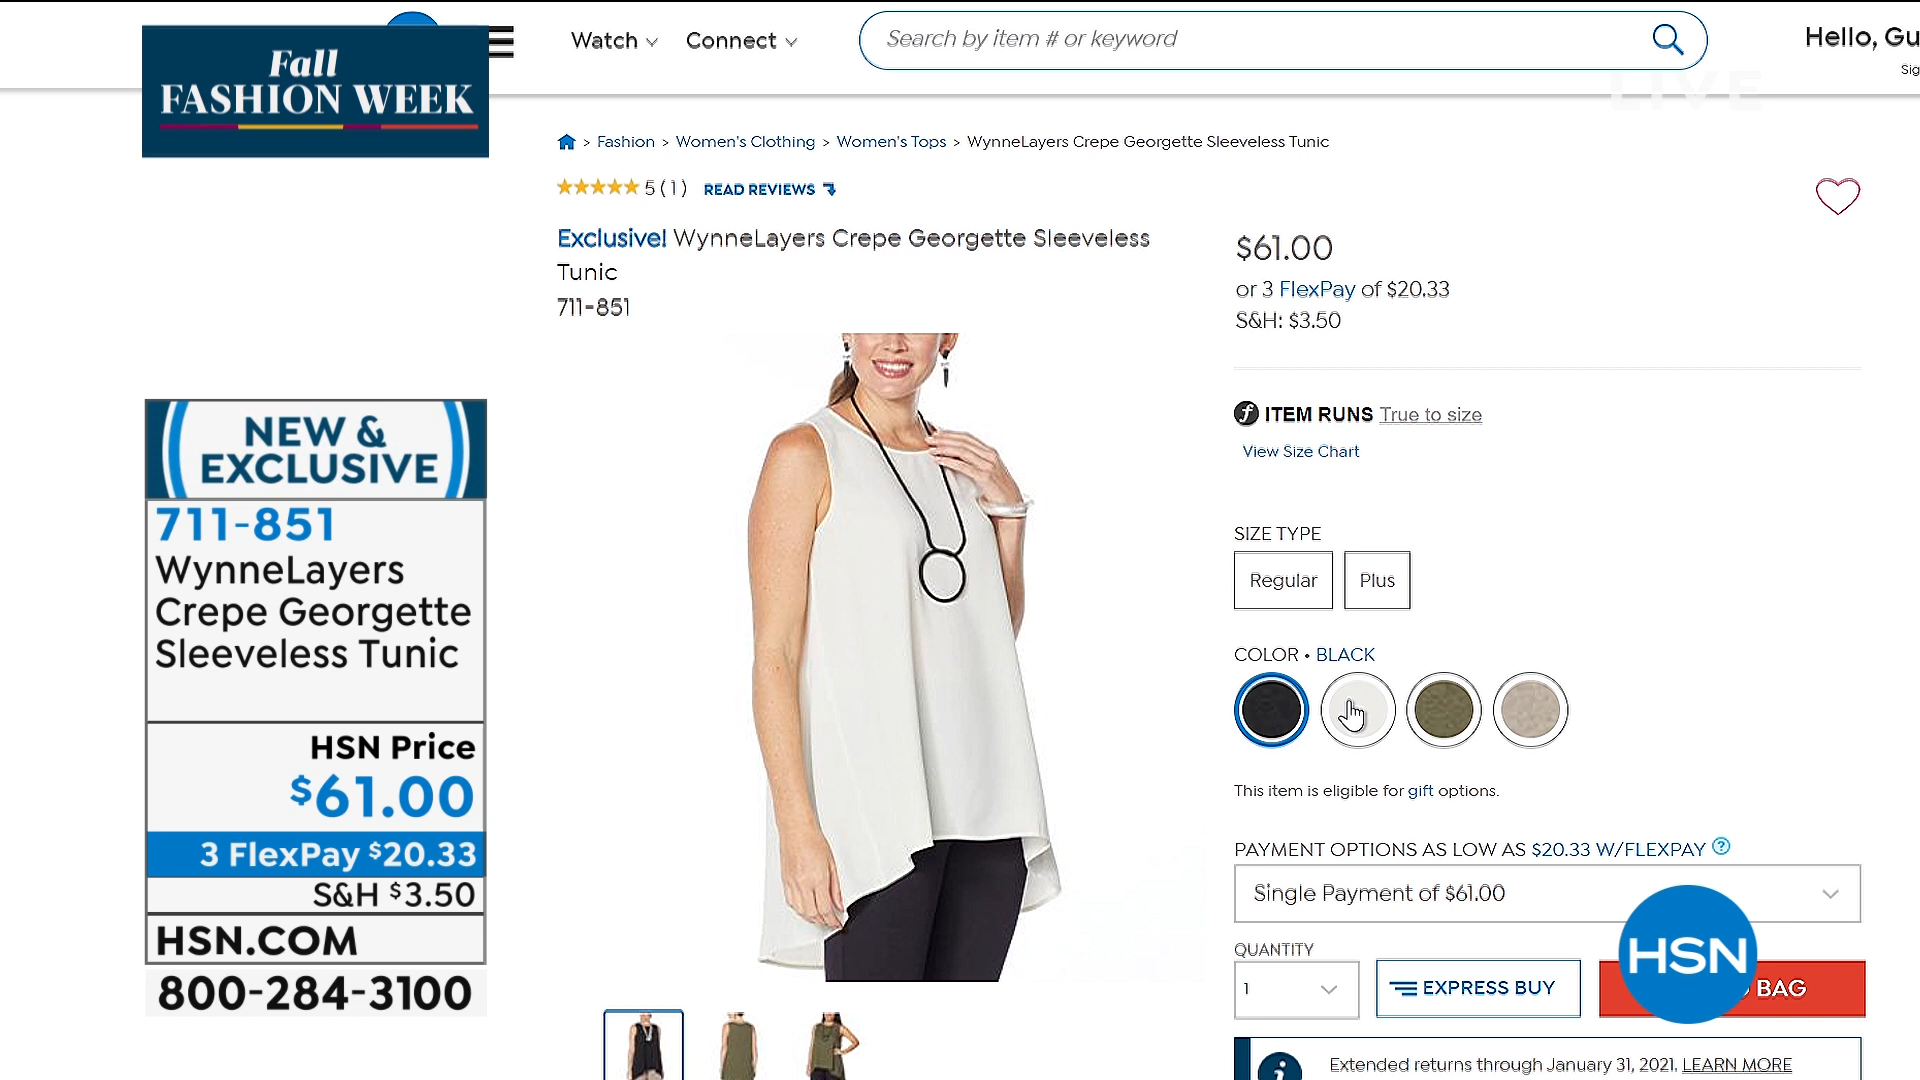 Fall
FASHION WEEK
Watch
Connect
Search by item # or keyword
Hello, Gu
Sig
LIVE
> Fashion > Women's Clothing > Women's Tops > WynneLayers Crepe Georgette Sleeveless Tunic
5 (1) READ REVIEWS
Exclusive! WynneLayers Crepe Georgette Sleeveless
Tunic
711-851
$61.00
or 3 FlexPay of $20.33
S&H: $3.50
ITEM RUNS True to size
View Size Chart
SIZE TYPE
Regular
Plus
COLOR • BLACK
This item is eligible for gift options.
PAYMENT OPTIONS AS LOW AS $20.33 W/FLEXPAY ?
Single Payment of $61.00
QUANTITY
1
EXPRESS BUY
BAG
HSN
Extended returns through January 31, 2021. LEARN MORE
NEW &
EXCLUSIVE
711-851
WynneLayers
Crepe Georgette
Sleeveless Tunic
HSN Price
$61.00
3 FlexPay $20.33
S&H $3.50
HSN.COM
800-284-3100